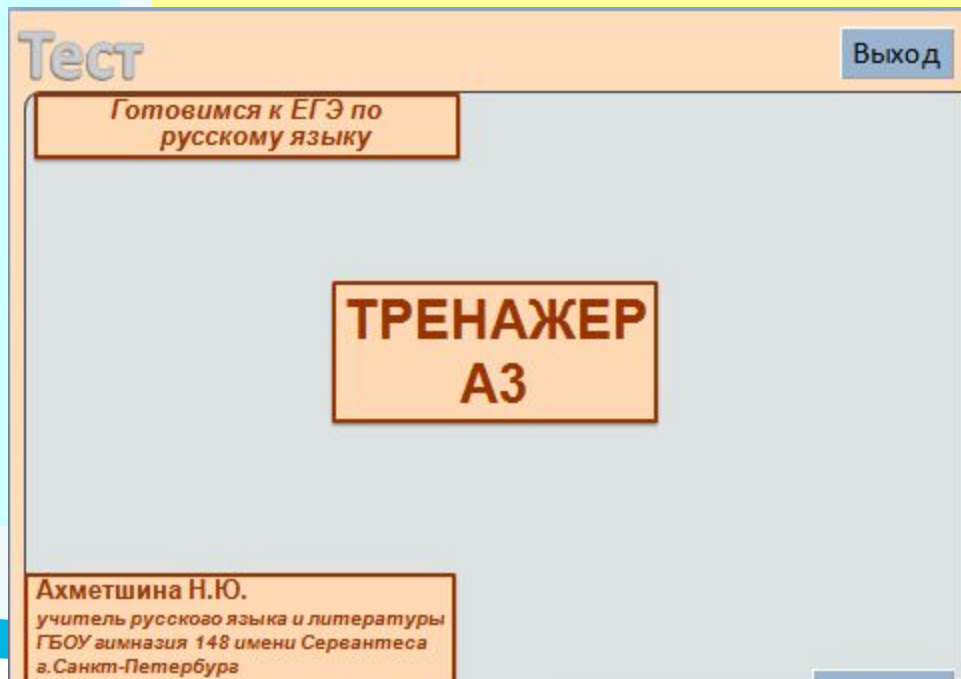 Тест
Выход
Готовимся к ЕГЭ по
русскому языку
ТРЕНАЖЕР
А3
Ахметшина Н.Ю.
учитель русского языка и литературы
ГБОУ гимназия 148 имени Сервантеса
г.Санкт-Петербург